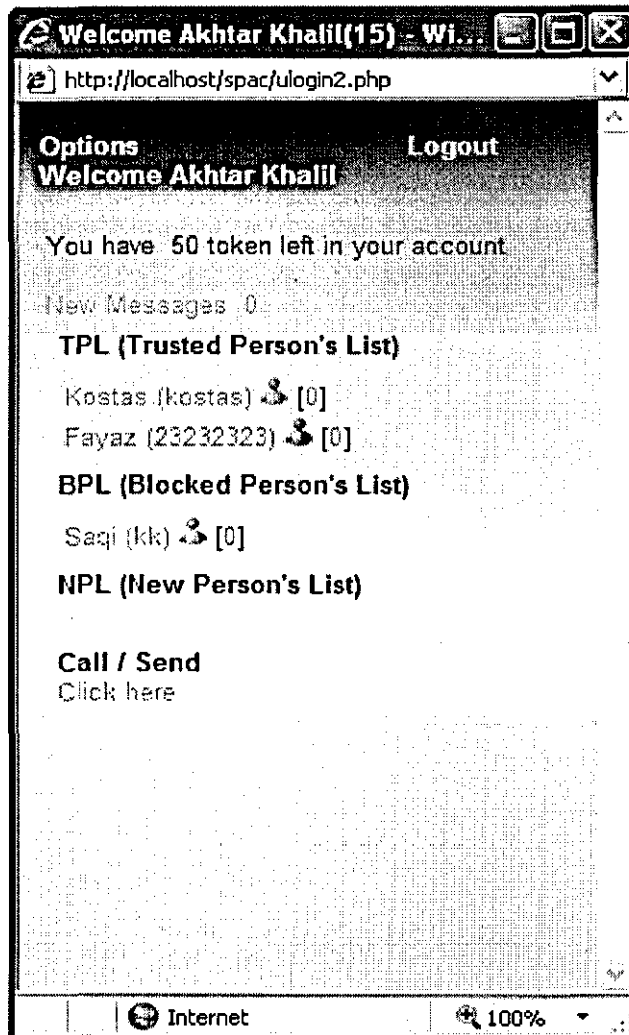 Welcome Akhtar Khalil(15) - Wi...
http://localhost/spac/ulogin2.php
Options Logout
Welcome Akhtar Khalil
You have 50 token left in your account
New Messages 0
TPL (Trusted Person's List)
Kostas (kostas) [0]
Fayaz (23232323) [0]
BPL (Blocked Person's List)
Saqi (kk) [0]
NPL (New Person's List)
Call / Send
Click here
Internet 100%